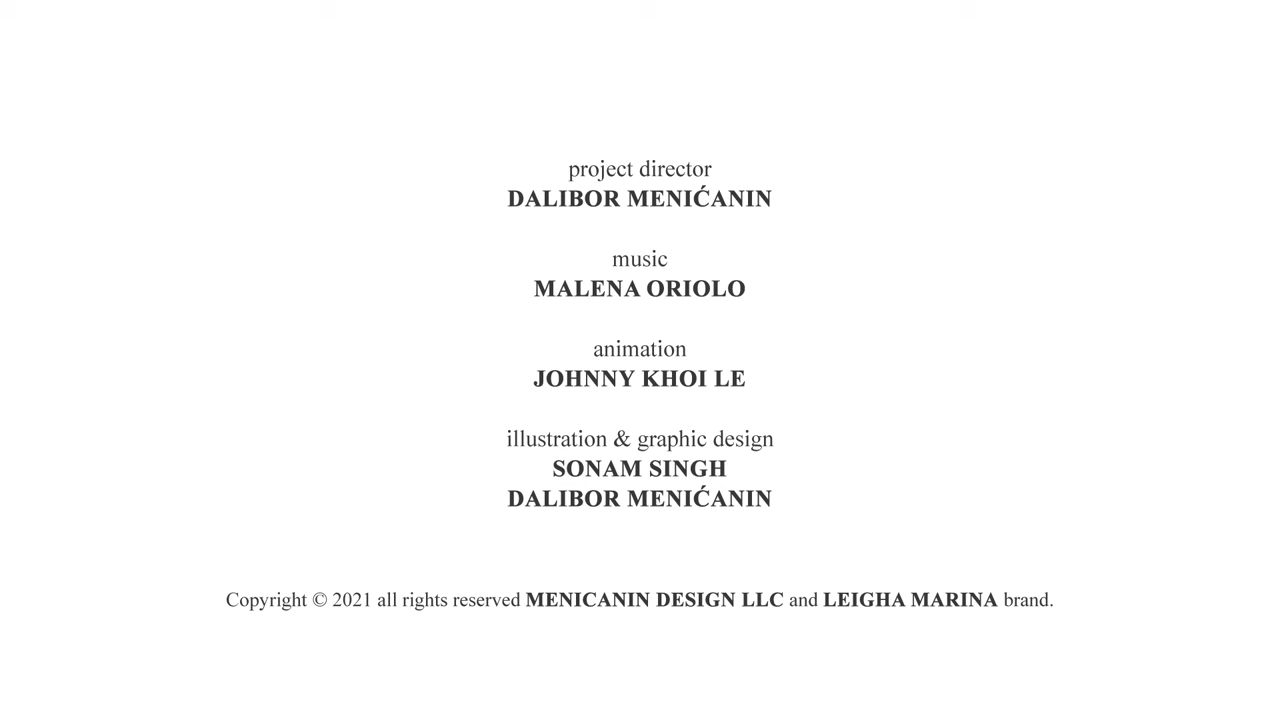 project director
DALIBOR MENIĆANIN
music
MALENA ORIOLO
animation
JOHNNY KHOI LE
illustration & graphic design
SONAM SINGH
DALIBOR MENIĆANIN
Copyright © 2021 all rights reserved MENICANIN DESIGN LLC and LEIGHA MARINA brand.